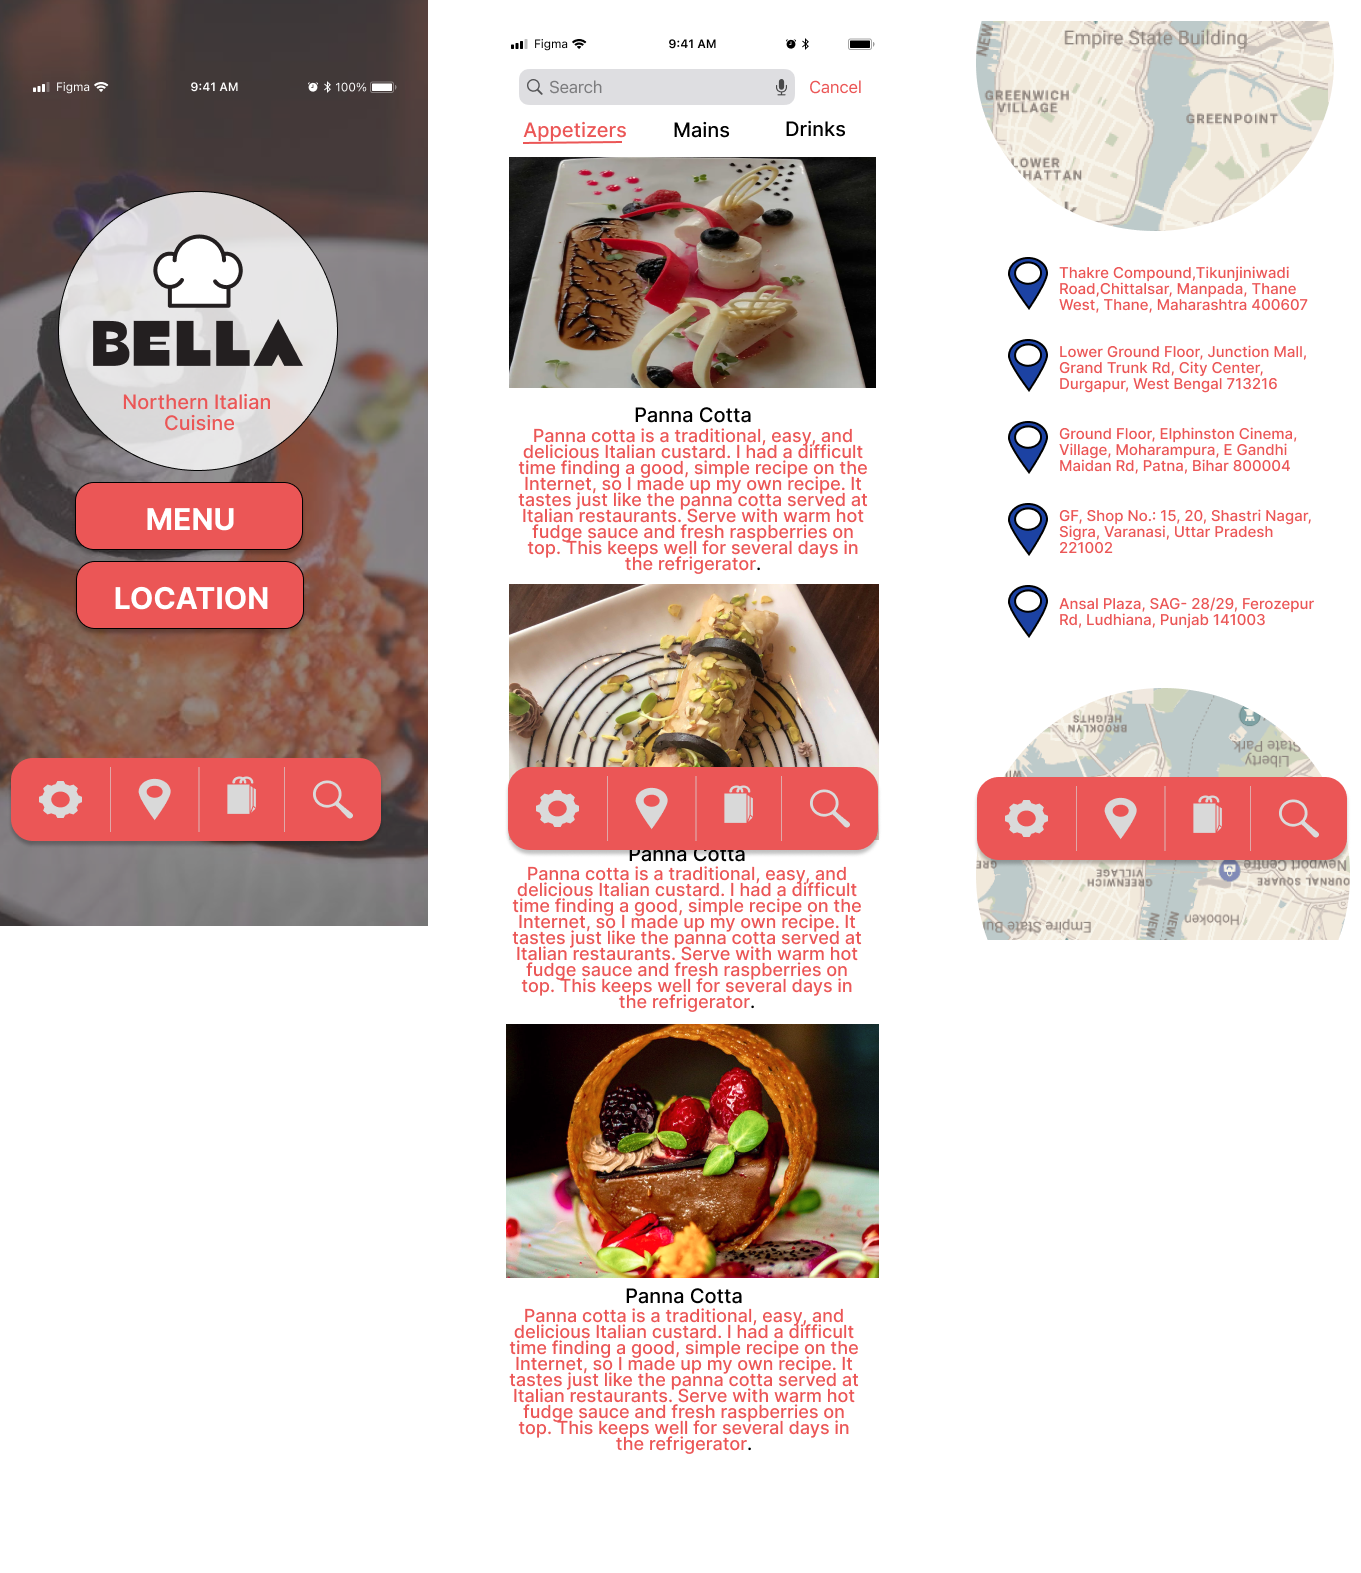 Figma
9:41 AM
100%
BELLA
Northern Italian
Cuisine
MENU
LOCATION
Figma
9:41 AM
Search
Cancel
Appetizers
Mains
Drinks
Panna Cotta
Panna cotta is a traditional, easy, and
delicious Italian custard. I had a difficult
time finding a good, simple recipe on the
Internet, so I made up my own recipe. It
tastes just like the panna cotta served at
Italian restaurants. Serve with warm hot
fudge sauce and fresh raspberries on
top. This keeps well for several days in
the refrigerator.
Panna Cotta
Panna cotta is a traditional, easy, and
delicious Italian custard. I had a difficult
time finding a good, simple recipe on the
Internet, so I made up my own recipe. It
tastes just like the panna cotta served at
Italian restaurants. Serve with warm hot
fudge sauce and fresh raspberries on
top. This keeps well for several days in
the refrigerator.
Panna Cotta
Panna cotta is a traditional, easy, and
delicious Italian custard. I had a difficult
time finding a good, simple recipe on the
Internet, so I made up my own recipe. It
tastes just like the panna cotta served at
Italian restaurants. Serve with warm hot
fudge sauce and fresh raspberries on
top. This keeps well for several days in
the refrigerator.
NEW
Empire State Building
GREENWICH
VILLAGE
GREENPOINT
LOWER
HATTAN
k
Thakre Compound,Tikunjiniwadi
Road,Chittalsar, Manpada, Thane
West, Thane, Maharashtra 400607
Lower Ground Floor, Junction Mall,
Grand Trunk Rd, City Center,
Durgapur, West Bengal 713216
Ground Floor, Elphinston Cinema,
Village, Moharampura, E Gandhi
Maidan Rd, Patna, Bihar 800004
GF, Shop No.: 15, 20, Shastri Nagar,
Sigra, Varanasi, Uttar Pradesh
221002
Ansal Plaza, SAG- 28/29, Ferozepur
Rd, Ludhiana, Punjab 141003
BROOKLYN
HEIGHTS
Liberty
State Park
Newport Centre
GREENWICH
VILLAGE
OURNAL SQUARE
Empire State Bu
NEW
NEW
Hoboken